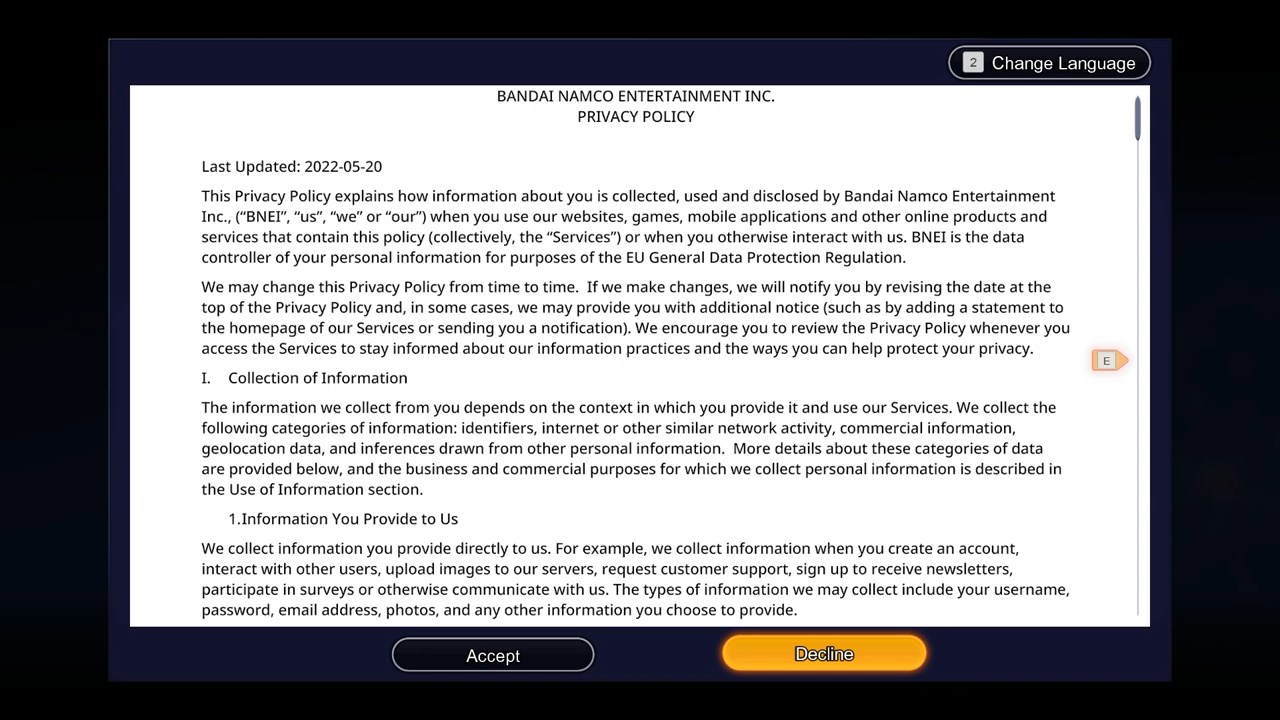 2 Change Language
BANDAI NAMCO ENTERTAINMENT INC.
PRIVACY POLICY
Last Updated: 2022-05-20
This Privacy Policy explains how information about you is collected, used and disclosed by Bandai Namco Entertainment
Inc., (“BNEI”, “us”, “we” or “our”) when you use our websites, games, mobile applications and other online products and
services that contain this policy (collectively, the “Services”) or when you otherwise interact with us. BNEI is the data
controller of your personal information for purposes of the EU General Data Protection Regulation.
We may change this Privacy Policy from time to time.  If we make changes, we will notify you by revising the date at the
top of the Privacy Policy and, in some cases, we may provide you with additional notice (such as by adding a statement to
the homepage of our Services or sending you a notification). We encourage you to review the Privacy Policy whenever you
access the Services to stay informed about our information practices and the ways you can help protect your privacy.
E
I. Collection of Information
The information we collect from you depends on the context in which you provide it and use our Services. We collect the
following categories of information: identifiers, internet or other similar network activity, commercial information,
geolocation data, and inferences drawn from other personal information.  More details about these categories of data
are provided below, and the business and commercial purposes for which we collect personal information is described in
the Use of Information section.
1.Information You Provide to Us
We collect information you provide directly to us. For example, we collect information when you create an account,
interact with other users, upload images to our servers, request customer support, sign up to receive newsletters,
participate in surveys or otherwise communicate with us. The types of information we may collect include your username,
password, email address, photos, and any other information you choose to provide.
Accept
Decline